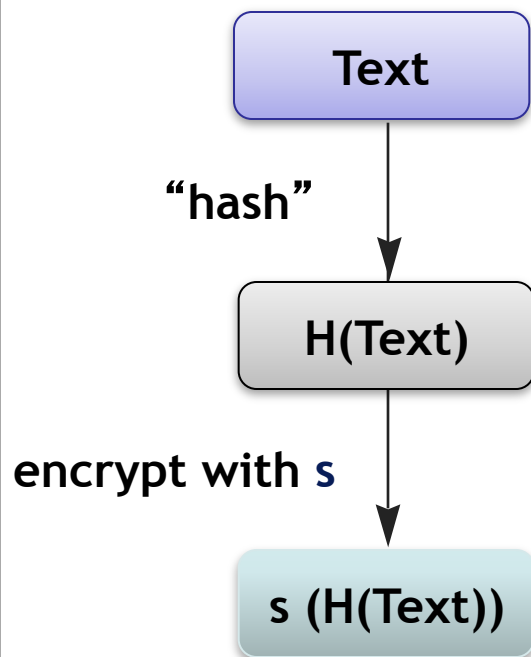 Text
“hash”
H(Text)
encrypt with s
s (H(Text))